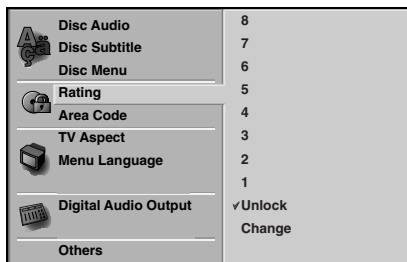 Disc Audio
Disc Subtitle
Disc Menu
Rating
Area Code
TV Aspect
Menu Language
Digital Audio Output
Others
8
7
6
5
4
3
2
1
✓Unlock
Change